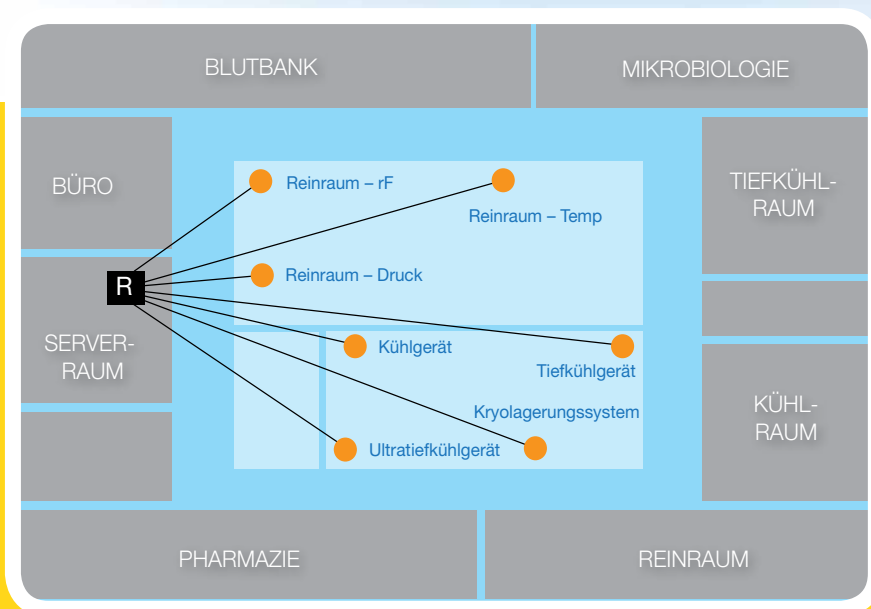 BLUTBANK
MIKROBIOLOGIE
BÜRO
Reinraum – rF
Reinraum – Temp
TIEFKÜHL-
RAUM
R
Reinraum – Druck
SERVER-
RAUM
Kühlgerät
Tiefkühlgerät
Kryolagerungssystem
Ultratiefkühlgerät
KÜHL-
RAUM
PHARMAZIE
REINRAUM